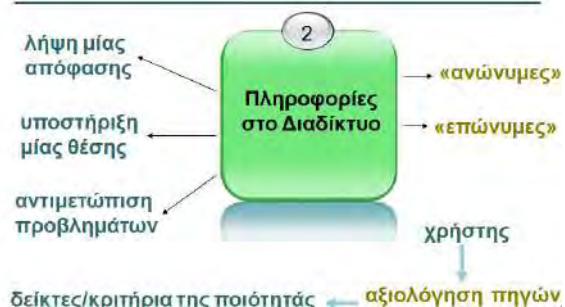 2
λήψη μίας
απόφασης
υποστήριξη
μίας θέσης
αντιμετώπιση
προβλημάτων
Πληροφορίες
στο Διαδίκτυο
«ανώνυμες»
«επώνυμες»
χρήστης
αξιολόγηση πηγών,
δείκτες/κριτήρια της ποιότητάς